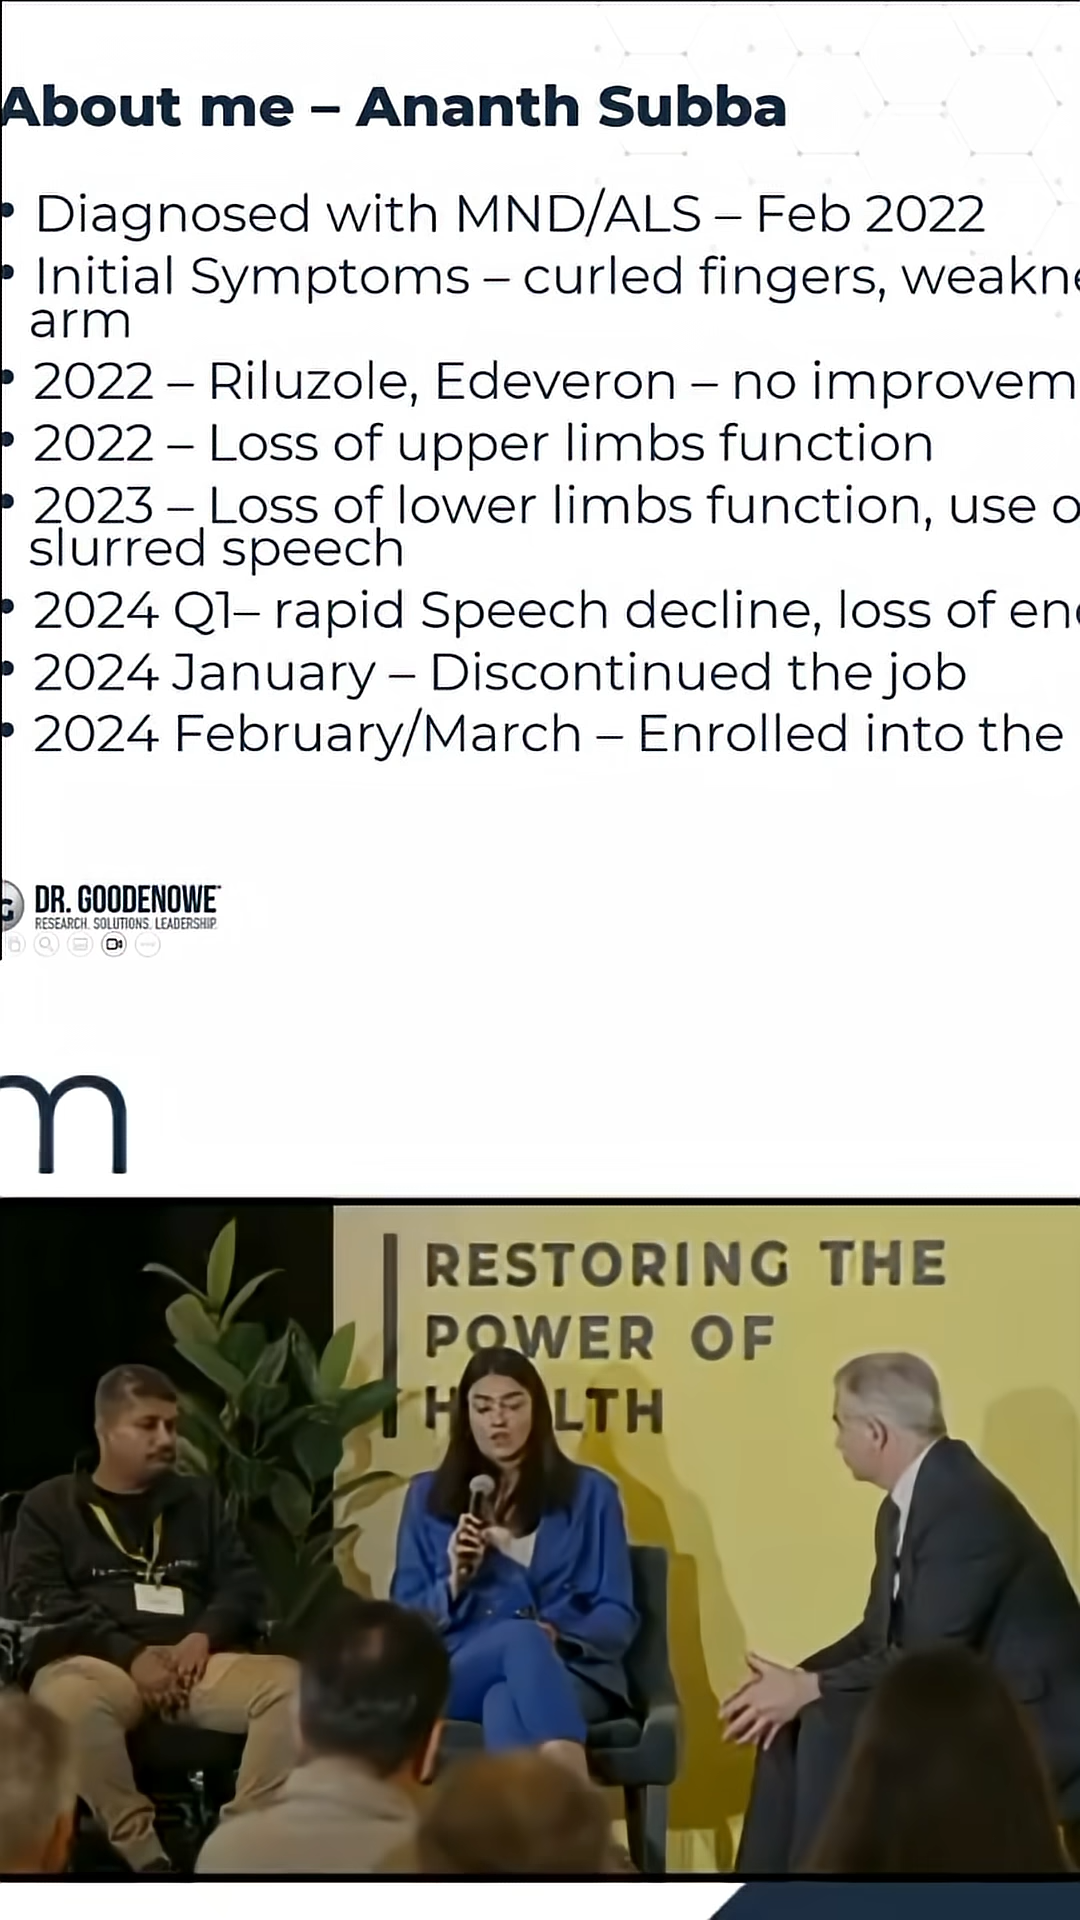 About me – Ananth Subba
• Diagnosed with MND/ALS – Feb 2022
• Initial Symptoms – curled fingers, weakne
arm
• 2022 – Riluzole, Edeveron – no improvem
• 2022 – Loss of upper limbs function
• 2023 – Loss of lower limbs function, use o
slurred speech
• 2024 Q1– rapid Speech decline, loss of en
• 2024 January – Discontinued the job
• 2024 February/March – Enrolled into the
G DR. GOODENOWE
RESEARCH. SOLUTIONS. LEADERSHIP.
m
RESTORING THE
POWER OF
H LTH